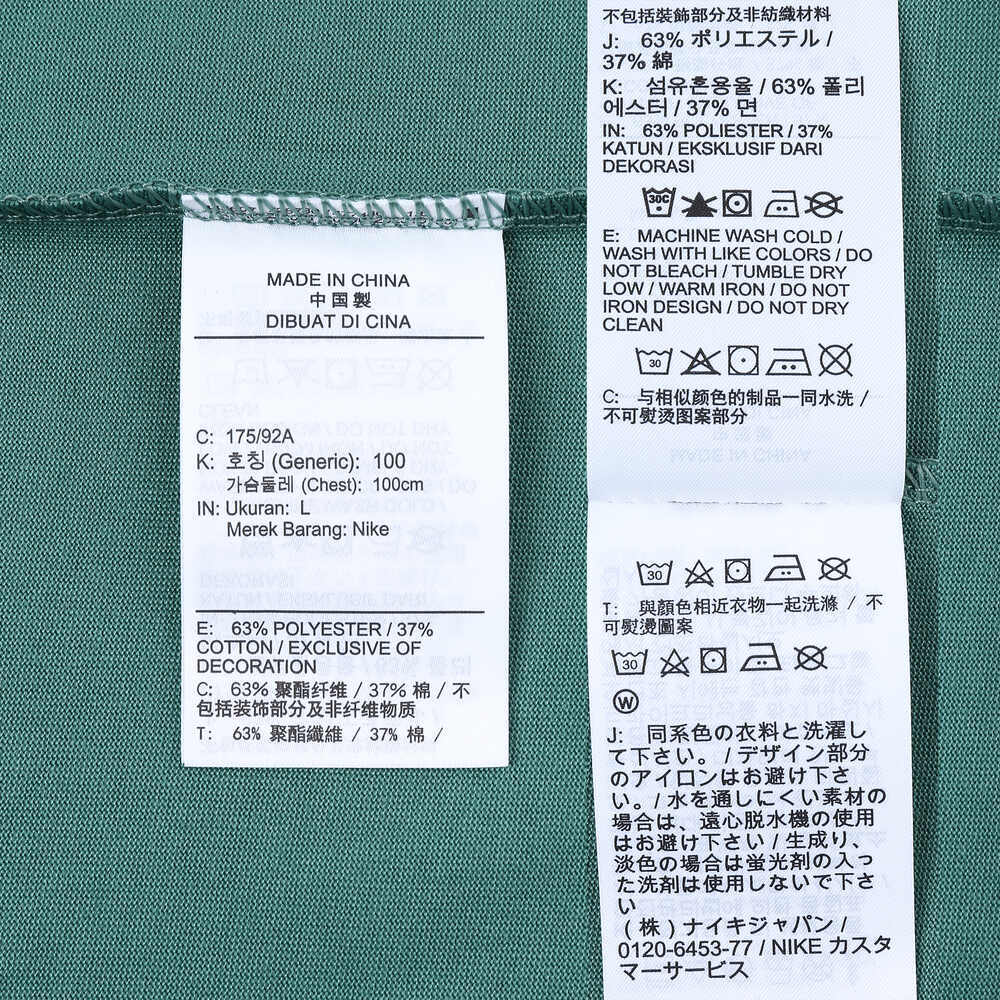 MADE IN CHINA
中国製
DIBUAT DI CINA
C: 175/92A
K: 호칭 (Generic): 100
가슴둘레 (Chest): 100cm
IN: Ukuran: L
Merek Barang: Nike
E: 63% POLYESTER / 37%
COTTON / EXCLUSIVE OF
DECORATION
C: 63% 聚酯纤维 / 37% 棉 / 不
包括装饰部分及非纤维物质
T: 63% 聚酯纖維 / 37% 棉 /
不包括裝飾部分及非紡織材料
J: 63% ポリエステル /
37% 綿
K: 섬유혼용율 / 63% 폴리
에스터 / 37% 면
IN: 63% POLIESTER / 37%
KATUN / EKSKLUSIF DARI
DEKORASI
30C
E: MACHINE WASH COLD /
WASH WITH LIKE COLORS / DO
NOT BLEACH / TUMBLE DRY
LOW / WARM IRON / DO NOT
IRON DESIGN / DO NOT DRY
CLEAN
30
C: 与相似颜色的制品一同水洗 /
不可熨烫图案部分
30
T: 與顏色相近衣物一起洗滌 / 不
可熨燙圖案
30
W
J: 同系色の衣料と洗濯し
て下さい。/ デザイン部分
のアイロンはお避け下さ
い。/ 水を通しにくい素材の
場合は、遠心脱水機の使用
はお避け下さい / 生成り、
淡色の場合は蛍光剤の入っ
た洗剤は使用しないで下さ
い
(株) ナイキジャパン /
0120-6453-77 / NIKE カスタ
マーサービス